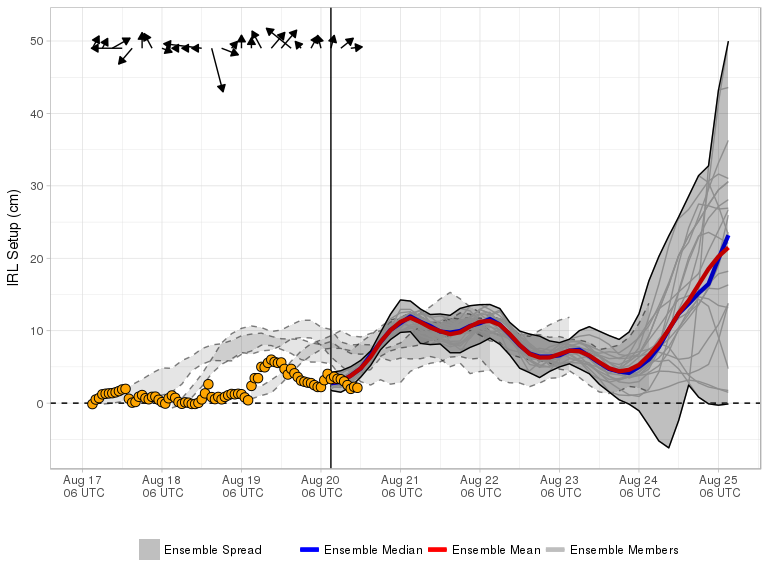 IRL Setup (cm)
50
40
30
20
10
0
Aug 17 Aug 18 Aug 19 Aug 20 Aug 21 Aug 22 Aug 23 Aug 24 Aug 25
06 UTC 06 UTC 06 UTC 06 UTC 06 UTC 06 UTC 06 UTC 06 UTC 06 UTC
Ensemble Spread Ensemble Median Ensemble Mean Ensemble Members